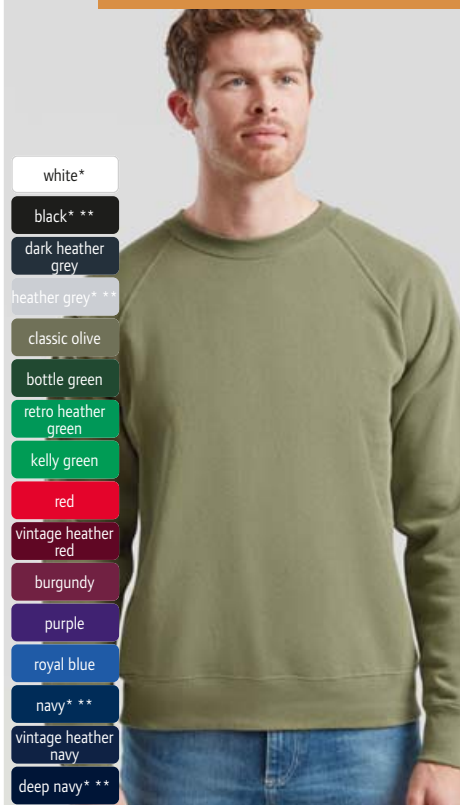 white*
black* **
dark heather
grey
heather grey* **
classic olive
bottle green
retro heather
green
kelly green
red
vintage heather
red
burgundy
purple
royal blue
navy* **
vintage heather
navy
deep navy* **